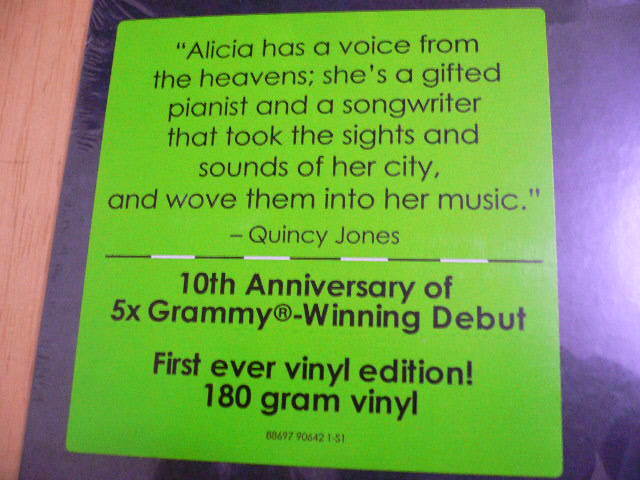 “Alicia has a voice from
the heavens; she’s a gifted
pianist and a songwriter
that took the sights and
sounds of her city,
and wove them into her music.”
– Quincy Jones
10th Anniversary of
5x Grammy®-Winning Debut
First ever vinyl edition!
180 gram vinyl
88697 90642 1-S1